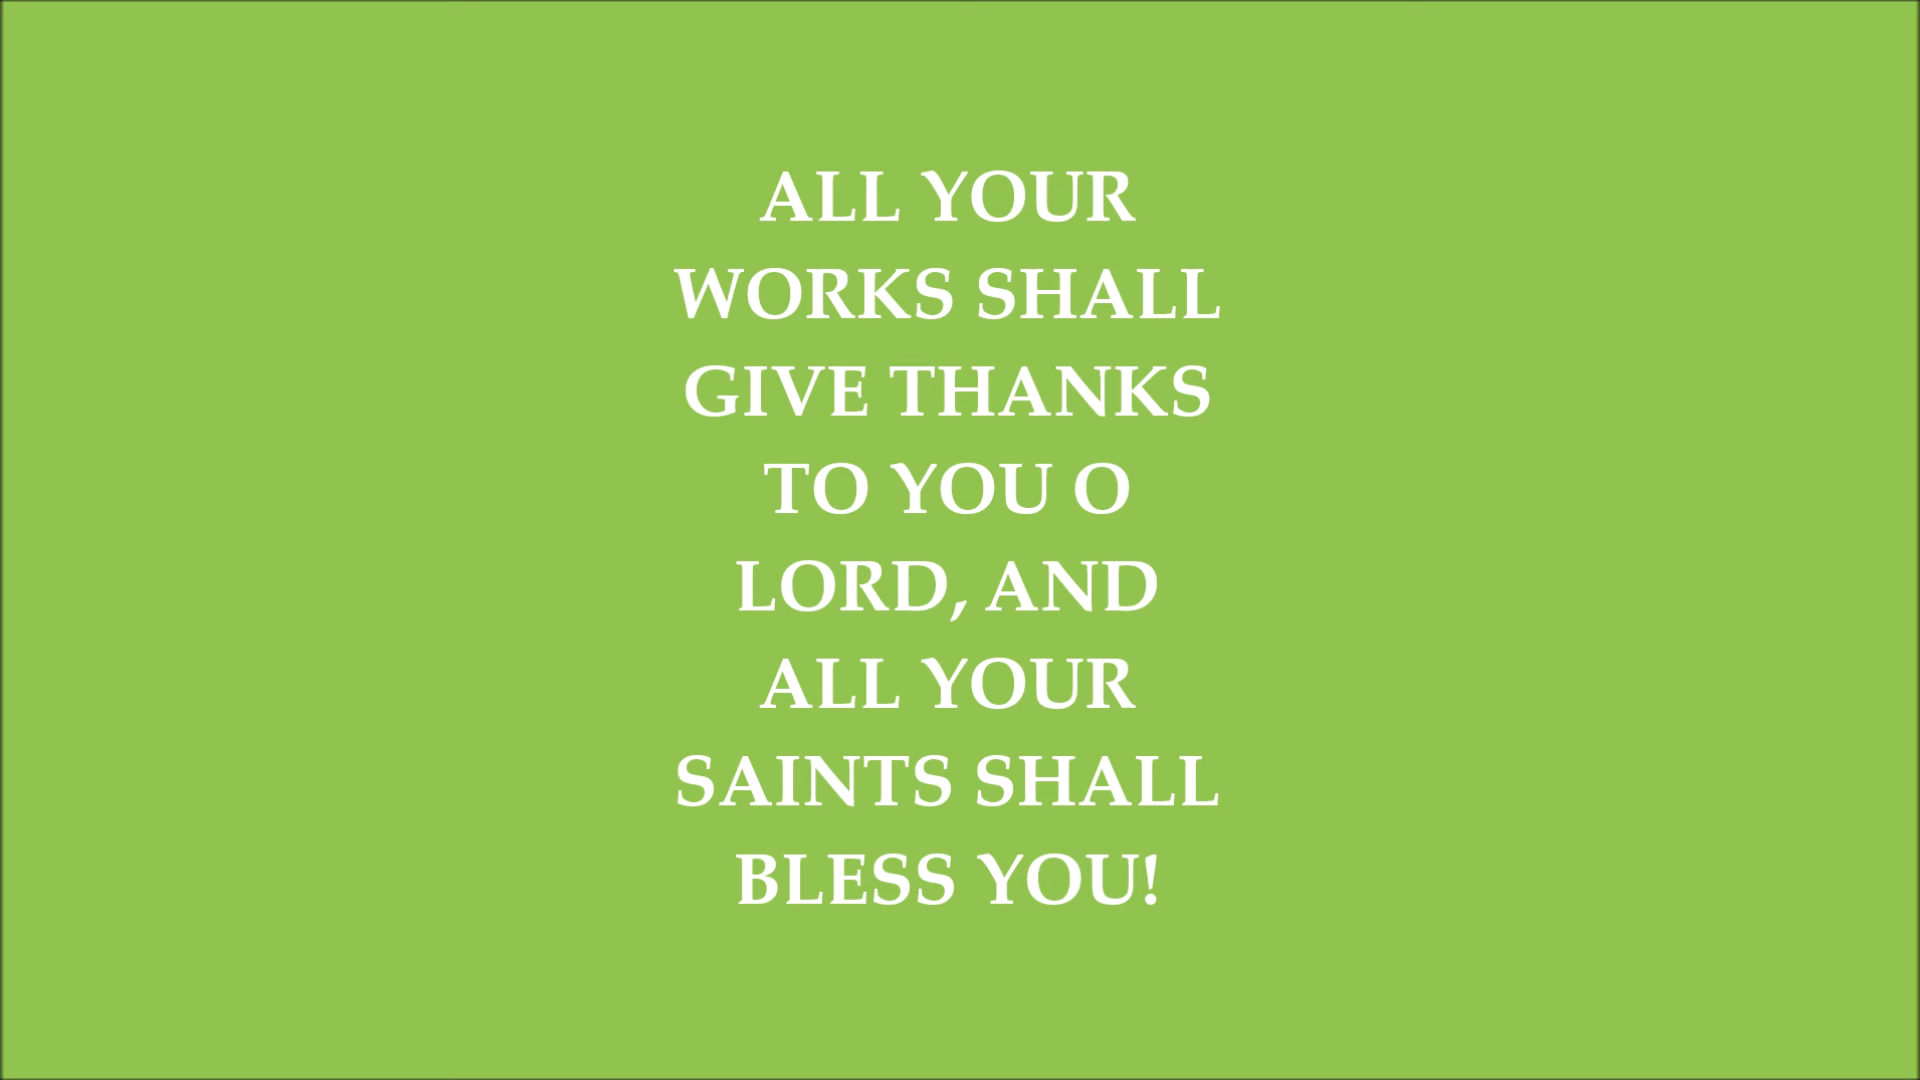 ALL YOUR
WORKS SHALL
GIVE THANKS
TO YOU O
LORD, AND
ALL YOUR
SAINTS SHALL
BLESS YOU!